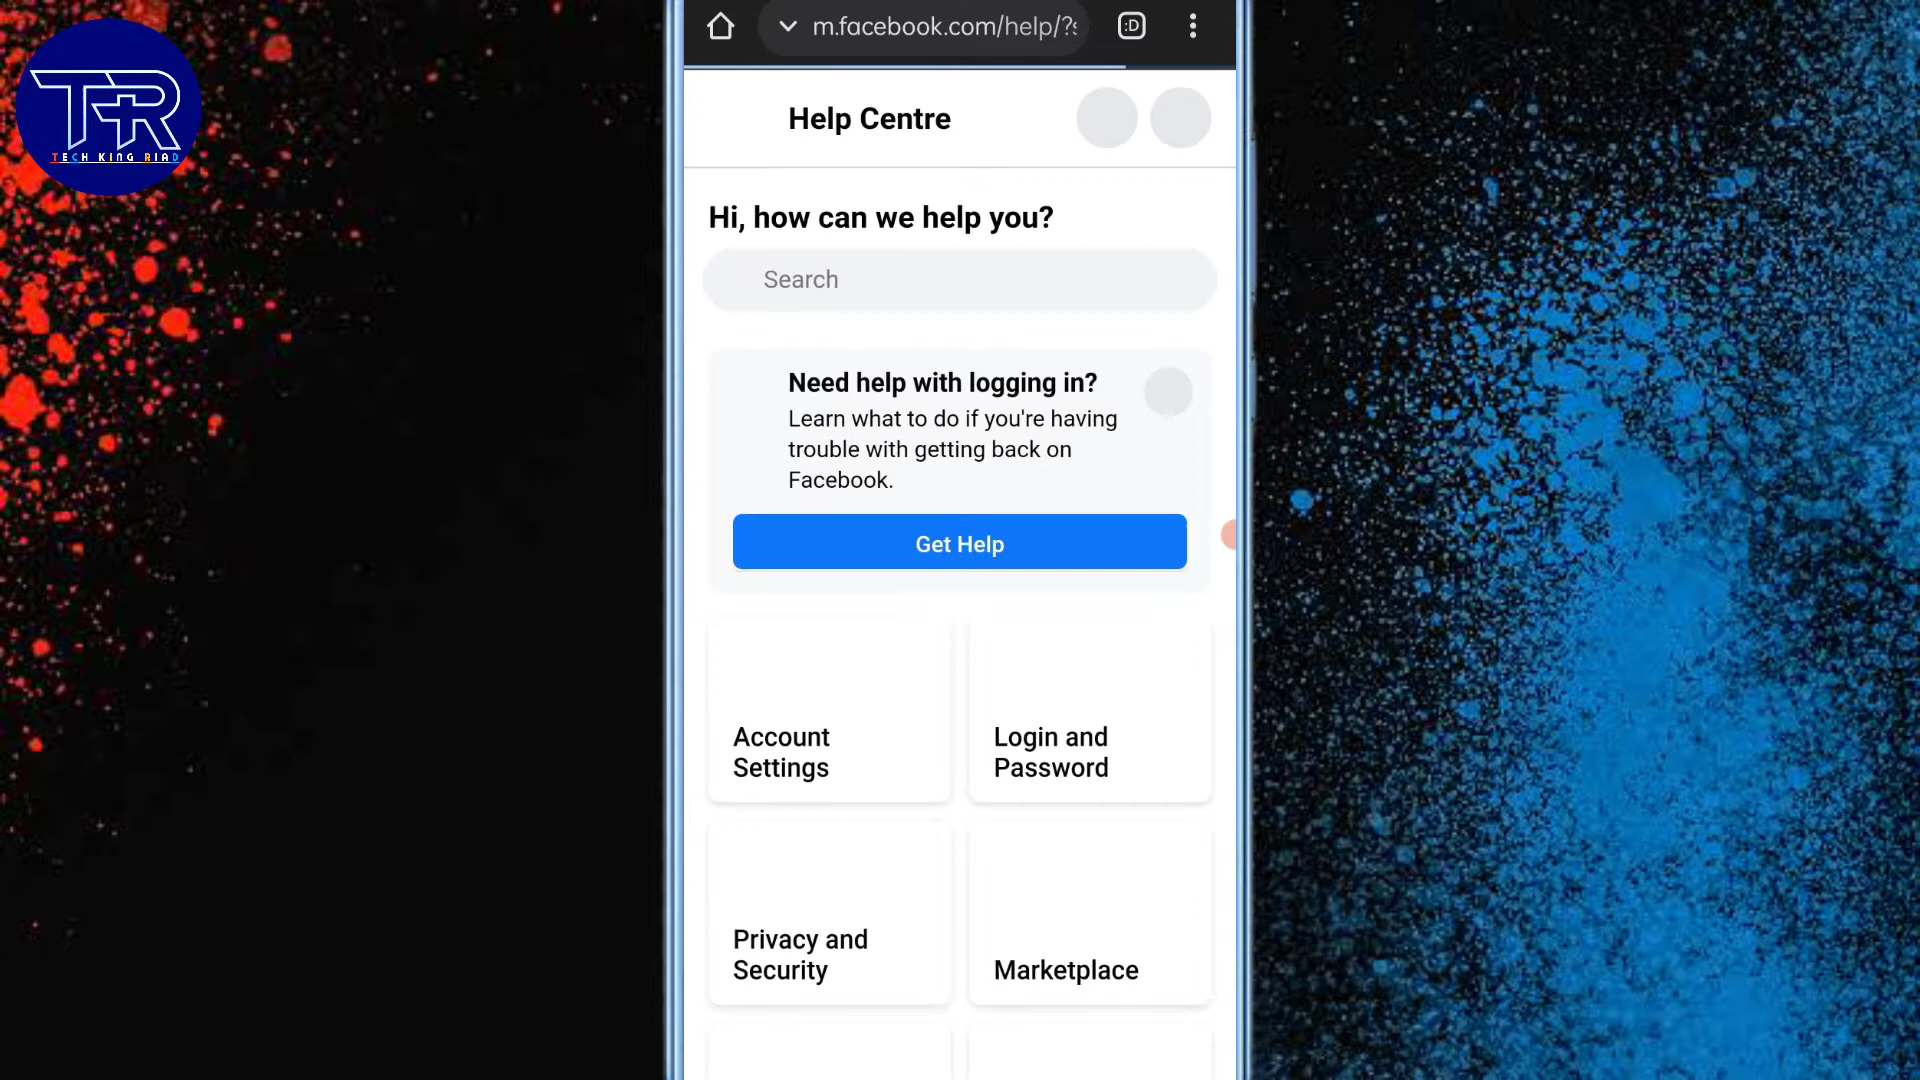 m.facebook.com/help/?s
:D
TR
TECH KING RIAD
Help Centre
Hi, how can we help you?
Search
Need help with logging in?
Learn what to do if you're having
trouble with getting back on
Facebook.
Get Help
Account
Settings
Login and
Password
Privacy and
Security
Marketplace